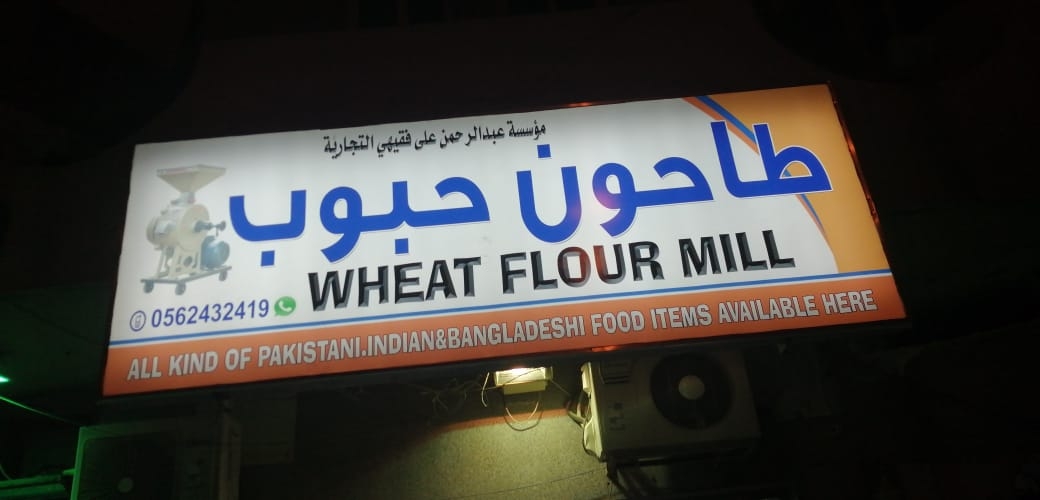 مؤسسة عبدالرحمن على فقيهي التجارية
طاحون حبوب
WHEAT FLOUR MILL
0562432419
ALL KIND OF PAKISTANI.INDIAN&BANGLADESHI FOOD ITEMS AVAILABLE HERE